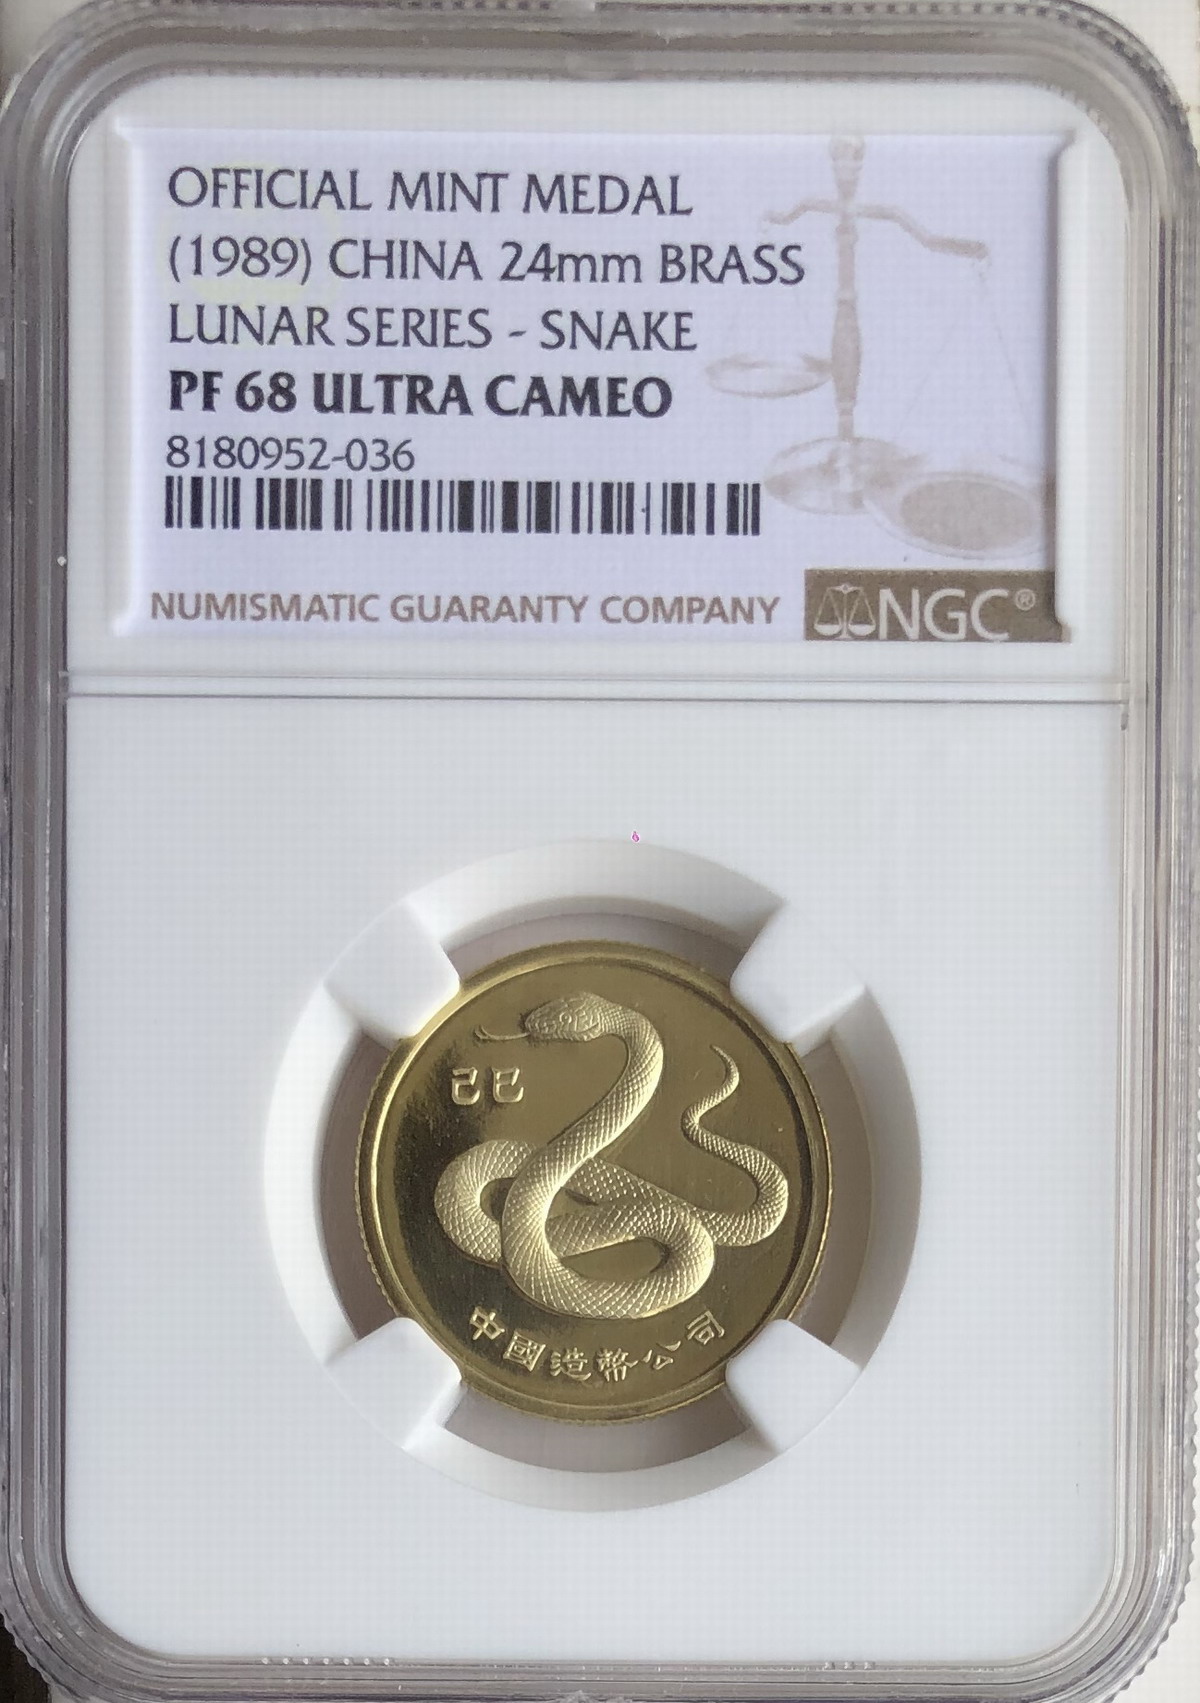 OFFICIAL MINT MEDAL
(1989) CHINA 24mm BRASS
LUNAR SERIES - SNAKE
PF 68 ULTRA CAMEO
8180952-036
NUMISMATIC GUARANTY COMPANY
NGC®
己巳
中國造幣公司